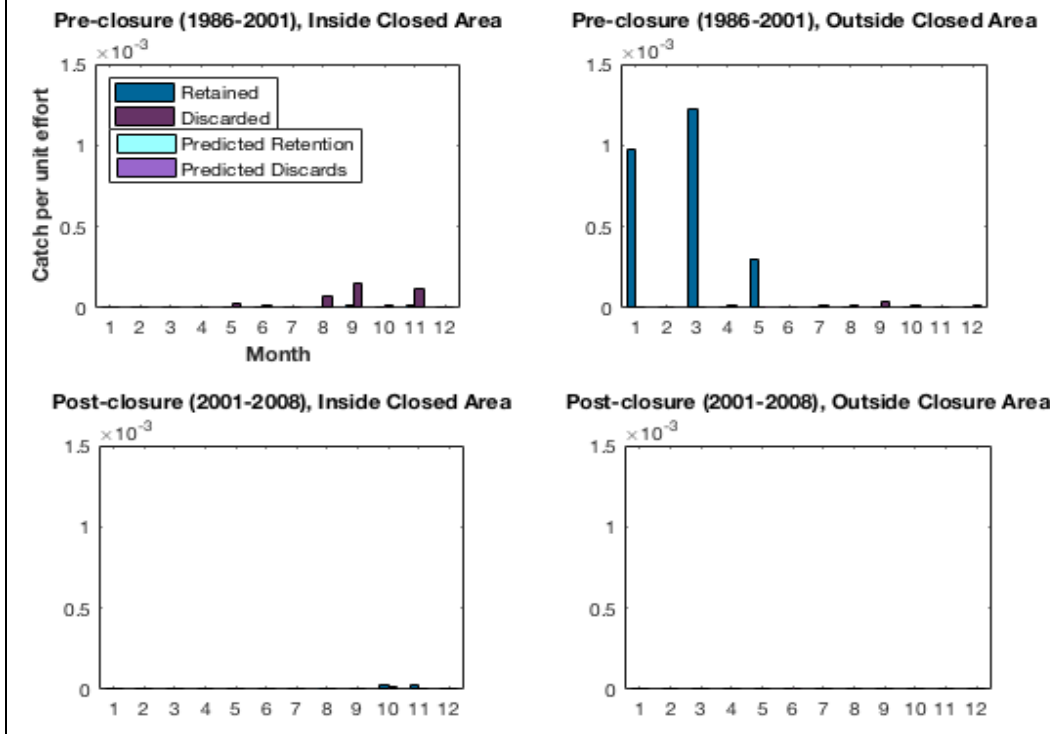 Pre-closure (1986-2001), Inside Closed Area
×10⁻³
1.5
1
0.5
0
Catch per unit effort
Retained
Discarded
Predicted Retention
Predicted Discards
1 2 3 4 5 6 7 8 9 10 11 12
Month
Pre-closure (1986-2001), Outside Closed Area
×10⁻³
1.5
1
0.5
0
1 2 3 4 5 6 7 8 9 10 11 12
Post-closure (2001-2008), Inside Closed Area
×10⁻³
1.5
1
0.5
0
1 2 3 4 5 6 7 8 9 10 11 12
Post-closure (2001-2008), Outside Closure Area
×10⁻³
1.5
1
0.5
0
1 2 3 4 5 6 7 8 9 10 11 12